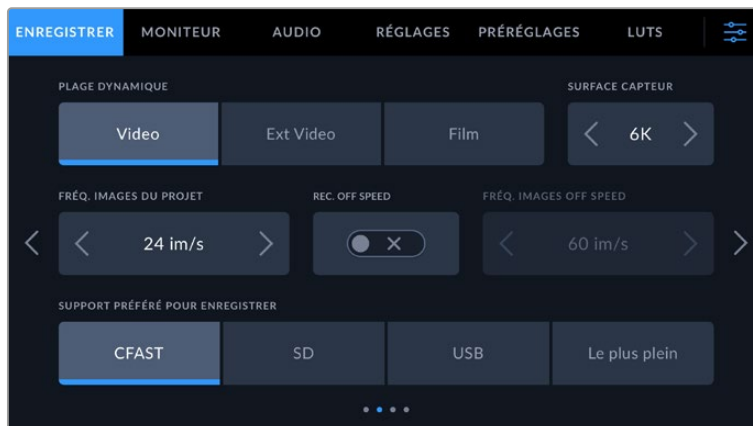 ENREGISTRER MONITEUR AUDIO RÉGLAGES PRÉRÉGLAGES LUTS
PLAGE DYNAMIQUE SURFACE CAPTEUR
Video Ext Video Film 6K
FRÉQ. IMAGES DU PROJET REC. OFF SPEED FRÉQ. IMAGES OFF SPEED
24 im/s 60 im/s
SUPPORT PRÉFÉRÉ POUR ENREGISTRER
CFAST SD USB Le plus plein